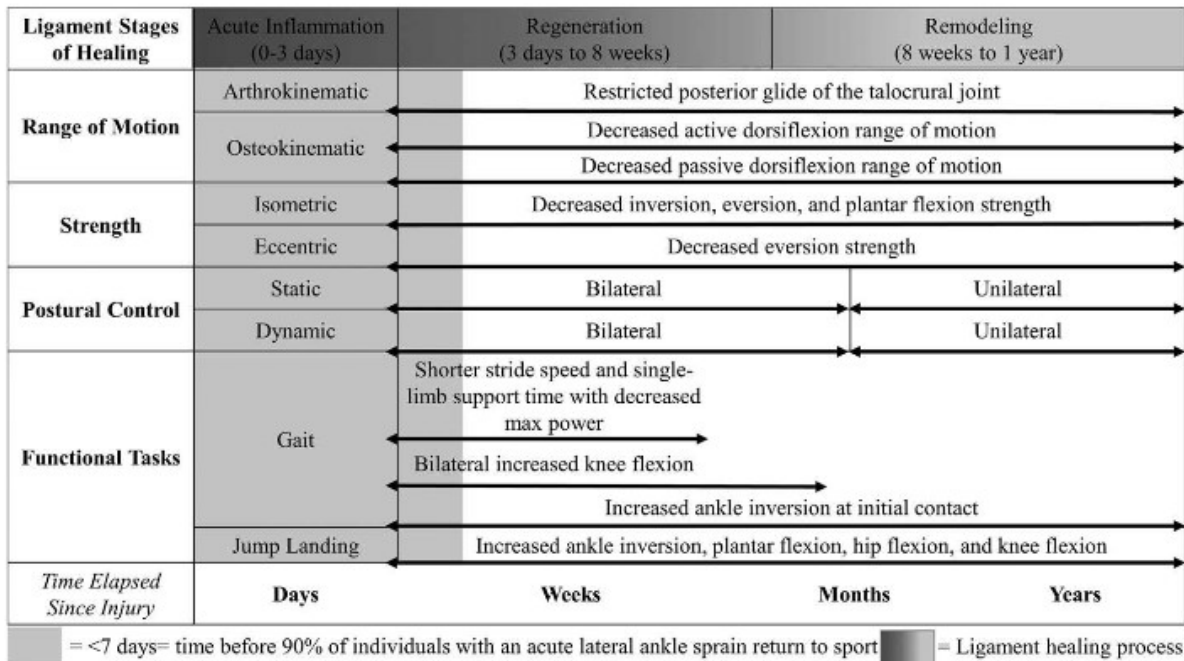 Ligament Stages
of Healing
Acute Inflammation
(0-3 days)
Regeneration
(3 days to 8 weeks)
Remodeling
(8 weeks to 1 year)
Range of Motion
Arthrokinematic
Restricted posterior glide of the talocrural joint
Osteokinematic
Decreased active dorsiflexion range of motion
Decreased passive dorsiflexion range of motion
Strength
Isometric
Decreased inversion, eversion, and plantar flexion strength
Eccentric
Decreased eversion strength
Postural Control
Static
Bilateral
Unilateral
Dynamic
Bilateral
Unilateral
Functional Tasks
Gait
Shorter stride speed and single-
limb support time with decreased
max power
Bilateral increased knee flexion
Increased ankle inversion at initial contact
Jump Landing
Increased ankle inversion, plantar flexion, hip flexion, and knee flexion
Time Elapsed
Since Injury
Days
Weeks
Months
Years
= <7 days= time before 90% of individuals with an acute lateral ankle sprain return to sport
= Ligament healing process